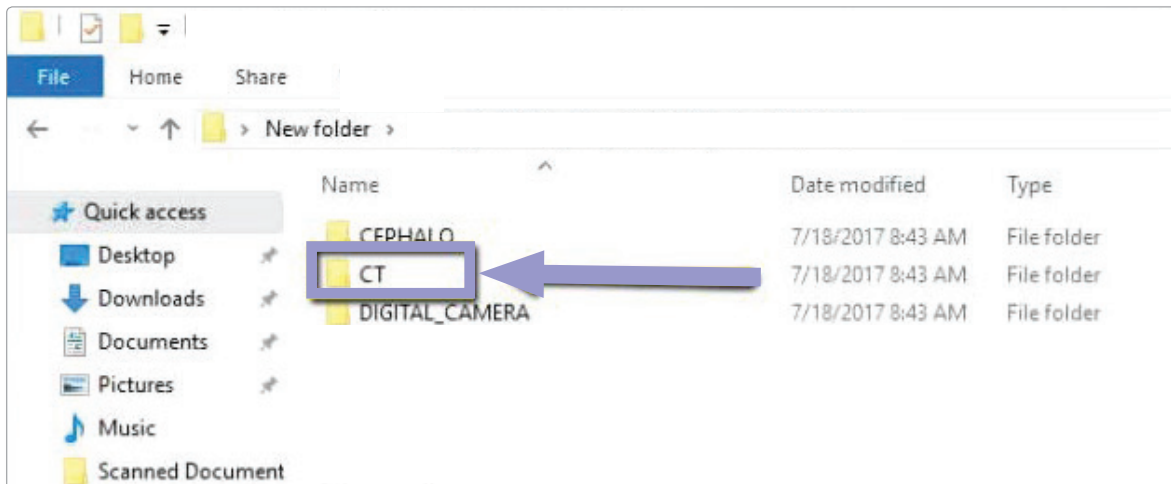 File Home Share
New folder
Name Date modified Type
Quick access
CEPHALO 7/18/2017 8:43 AM File folder
Desktop
CT 7/18/2017 8:43 AM File folder
Downloads
DIGITAL_CAMERA 7/18/2017 8:43 AM File folder
Documents
Pictures
Music
Scanned Document